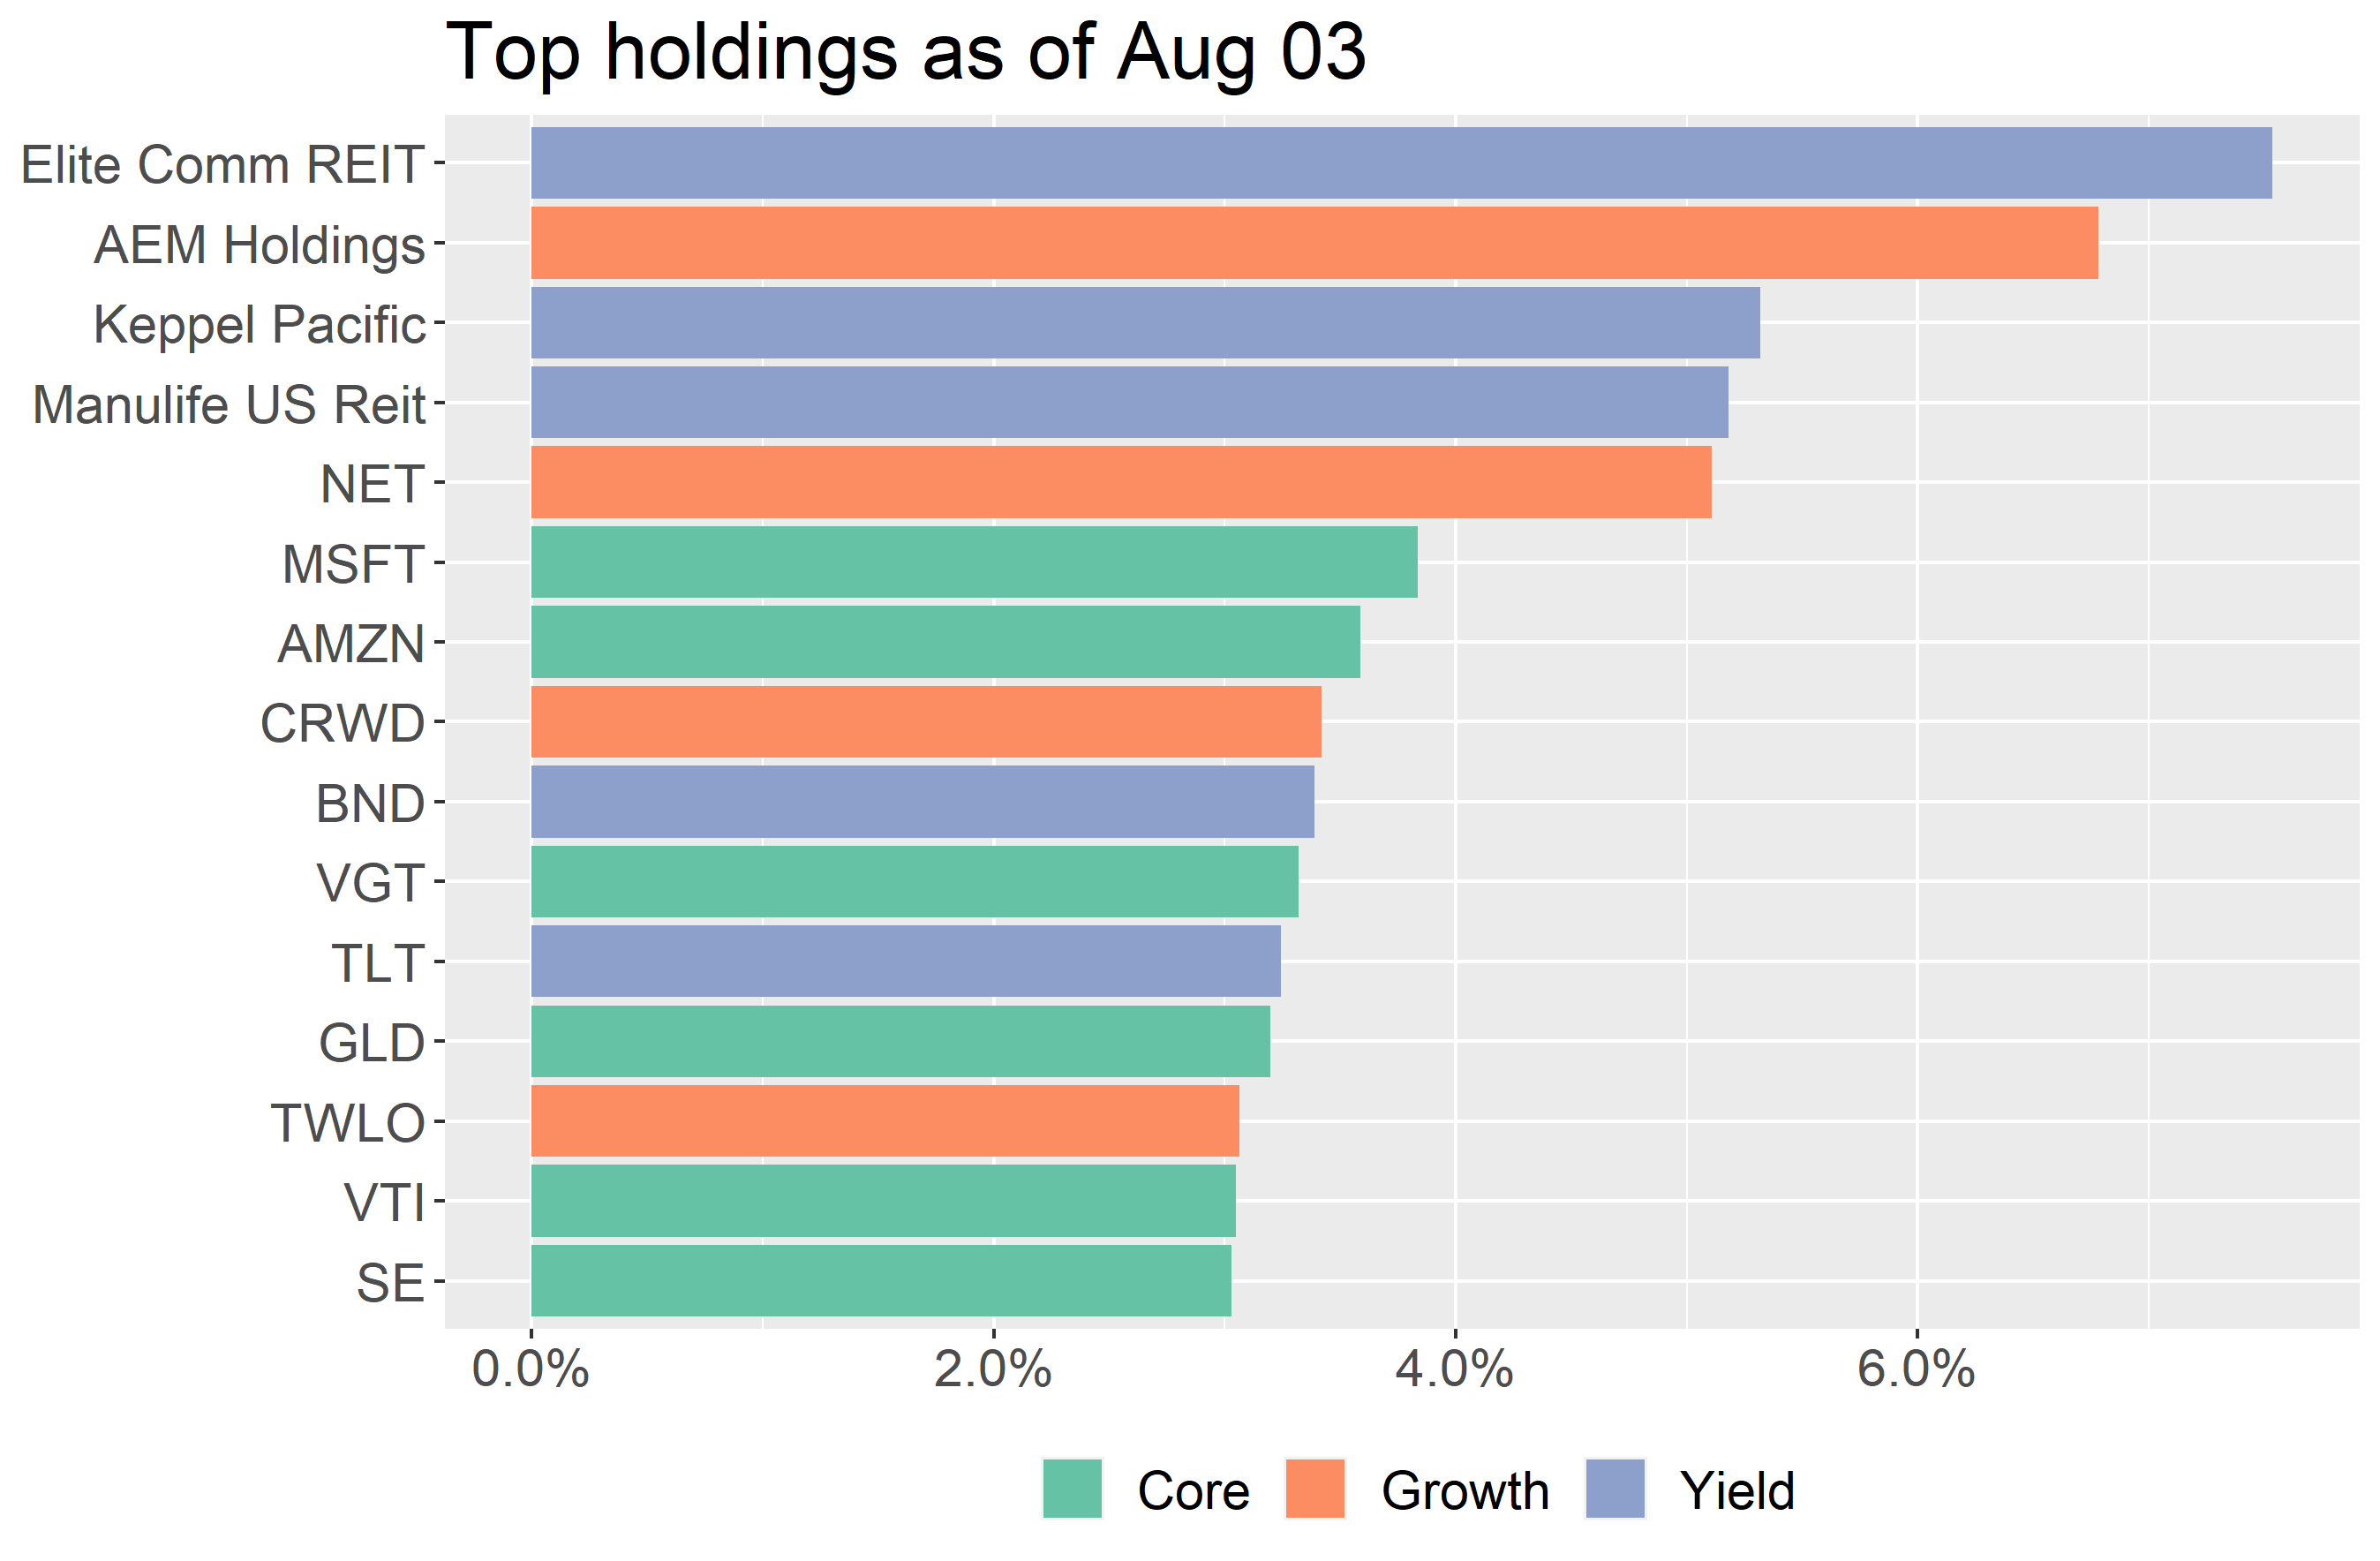 Top holdings as of Aug 03
Elite Comm REIT
AEM Holdings
Keppel Pacific
Manulife US Reit
NET
MSFT
AMZN
CRWD
BND
VGT
TLT
GLD
TWLO
VTI
SE
0.0% 2.0% 4.0% 6.0%
Core Growth Yield